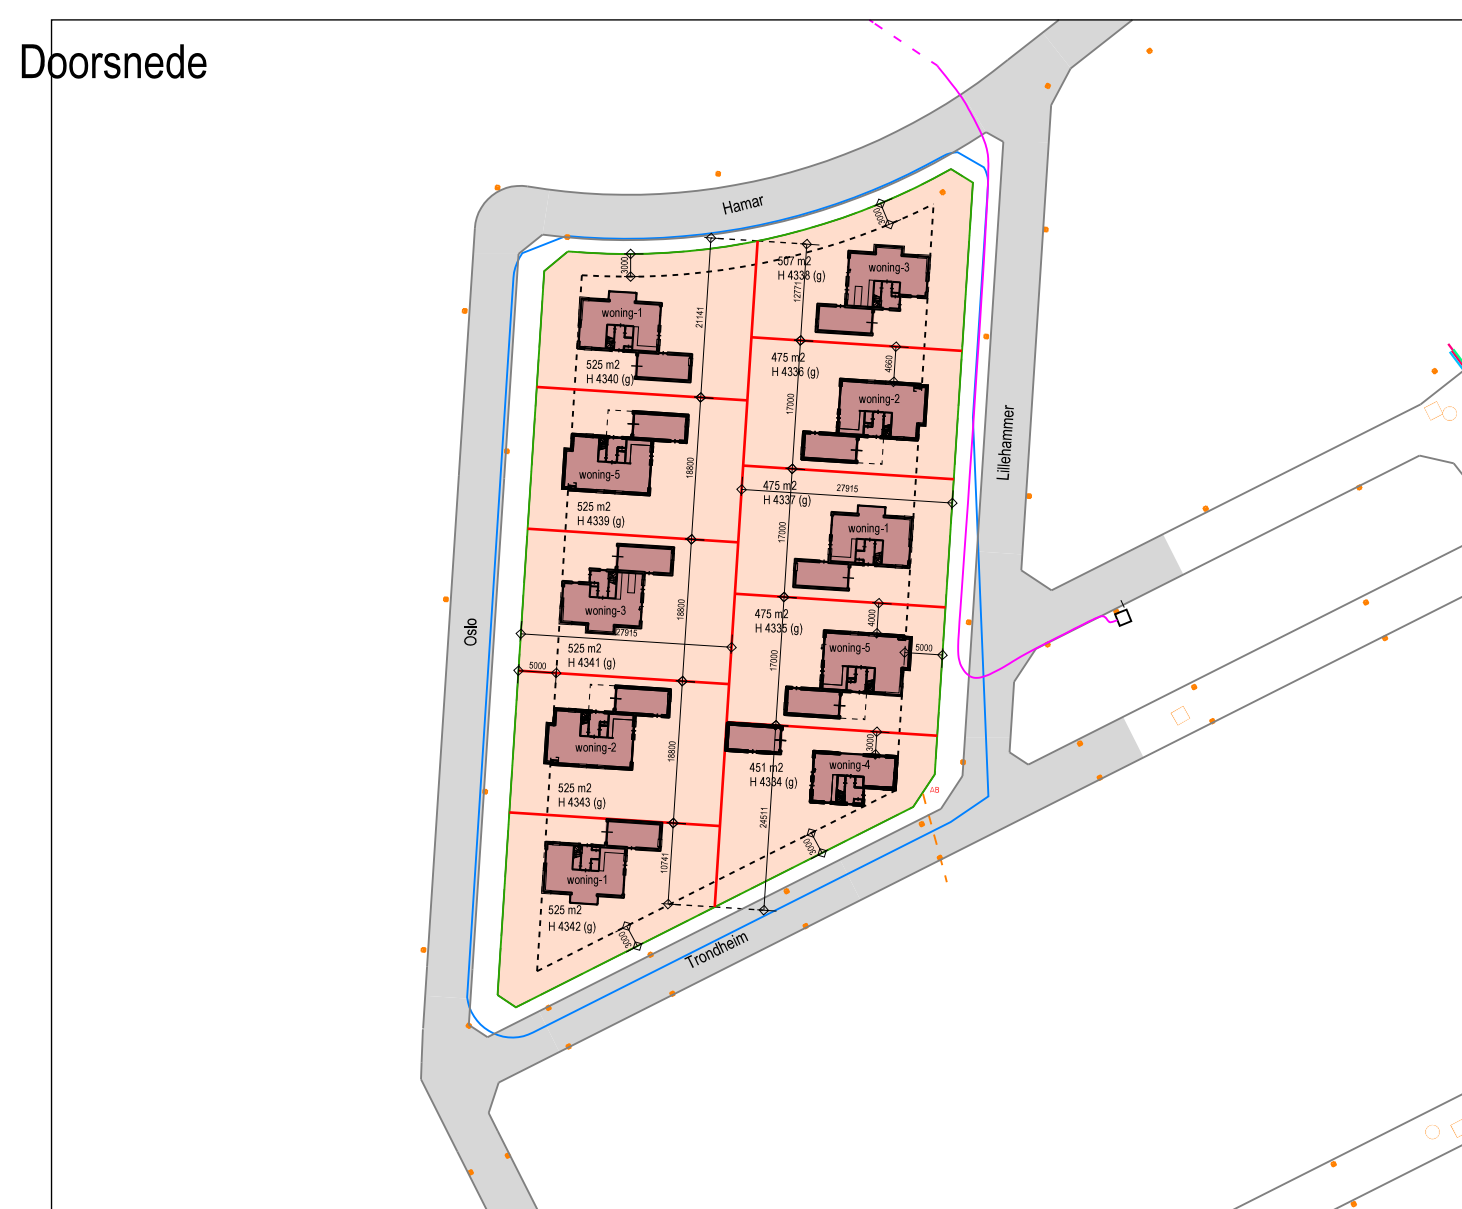 Doorsnede
Hamar
3000
507 m2
H 4338 (g)
woning-3
3000
12771
21141
woning-1
525 m2
H 4340 (g)
475 m2
H 4336 (g)
4660
woning-2
17000
Lillehammer
18800
woning-5
525 m2
H 4339 (g)
475 m2
H 4337 (g)
27915
woning-1
17000
Oslo
18800
woning-3
27915
525 m2
H 4341 (g)
475 m2
H 4335 (g)
4000
woning-5
5000
17000
5000
woning-2
18800
525 m2
H 4343 (g)
451 m2
H 4334 (g)
3000
woning-4
AB
24511
3000
10741
woning-1
525 m2
H 4342 (g)
3000
Trondheim